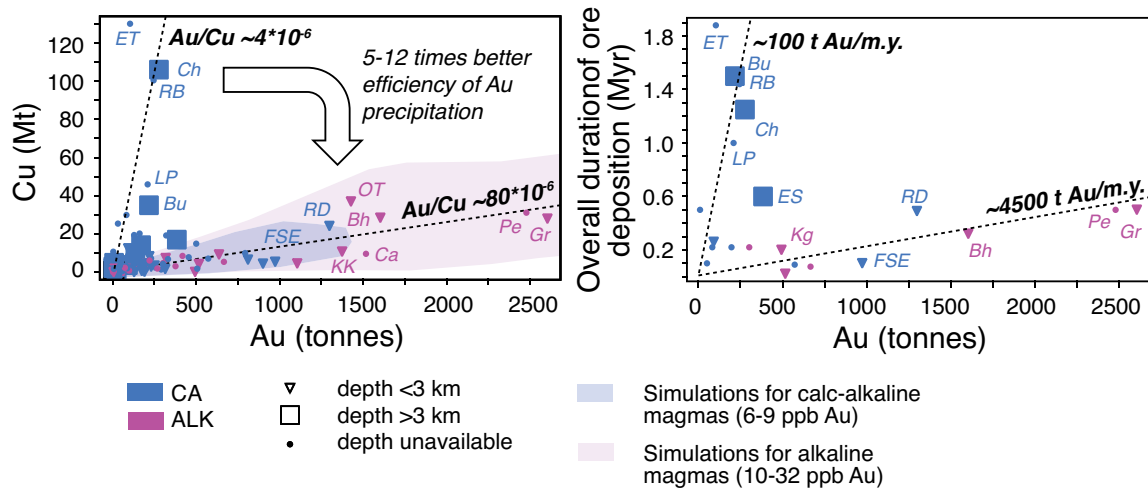 Cu (Mt)
120
100
80
60
40
20
0
ET
Au/Cu ~4*10-6
Ch
RB
5-12 times better
efficiency of Au
precipitation
LP
Bu
OT
RD
Bh
Au/Cu ~80*10-6
FSE
Pe
Gr
KK
Ca
0
500
1000
1500
2000
2500
Au (tonnes)
Overall durationof ore
deposition (Myr)
1.8
1.4
1.0
0.6
0.2
ET
~100 t Au/m.y.
Bu
RB
Ch
LP
ES
RD
~4500 t Au/m.y.
Kg
Bh
Pe
Gr
FSE
0
500
1000
1500
2000
2500
Au (tonnes)
CA
ALK
depth <3 km
depth >3 km
depth unavailable
Simulations for calc-alkaline
magmas (6-9 ppb Au)
Simulations for alkaline
magmas (10-32 ppb Au)